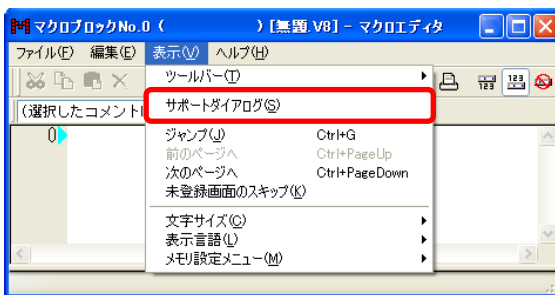 マクロブロックNo.0 ( ) [無題.V8] - マクロエディタ
ファイル(F) 編集(E) 表示(V) ヘルプ(H)
ツールバー(T)
(選択したコメント
サポートダイアログ(S)
0
ジャンプ(J) Ctrl+G
前のページへ Ctrl+PageUp
次のページへ Ctrl+PageDown
未登録画面のスキップ(K)
文字サイズ(C)
表示言語(L)
メモリ設定メニュー(M)
123 123